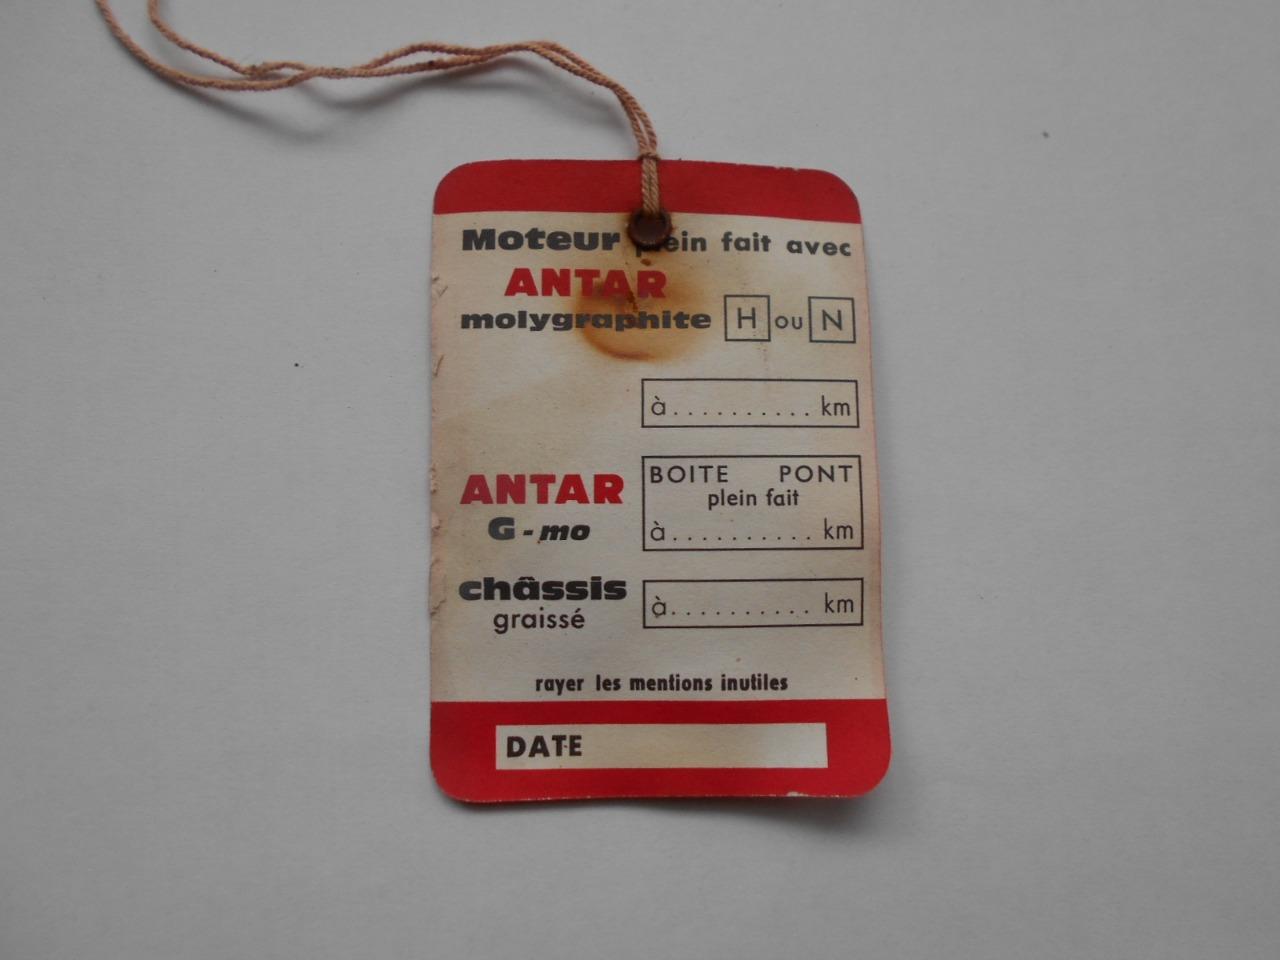 Moteur plein fait avec
ANTAR
molygraphite H ou N
à.......... km
ANTAR
G-mo
BOITE PONT
plein fait
à.......... km
châssis
graissé
à.......... km
rayer les mentions inutiles
DATE